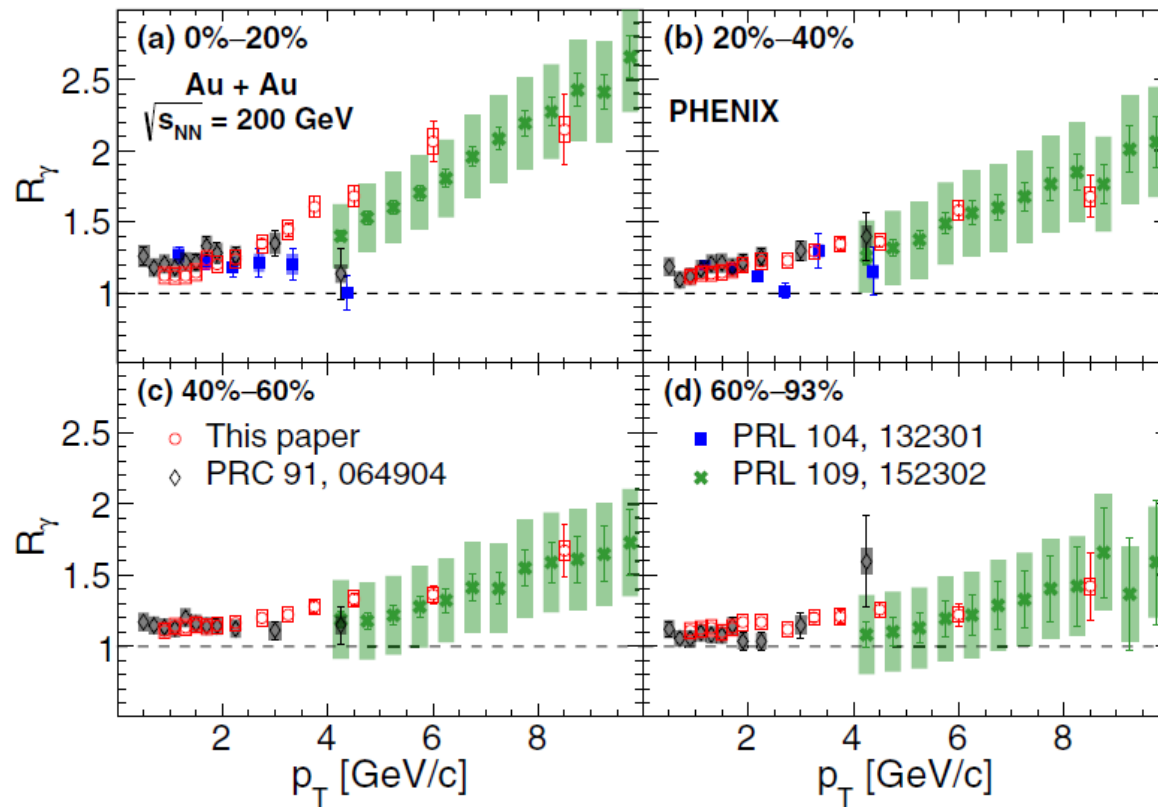 (a) 0%–20%
Au + Au
√s_NN = 200 GeV
(b) 20%–40%
PHENIX
R_γ
2.5
2
1.5
1
(c) 40%–60%
This paper
PRC 91, 064904
(d) 60%–93%
PRL 104, 132301
PRL 109, 152302
R_γ
2.5
2
1.5
1
2 4 6 8
2 4 6 8
p_T [GeV/c]
p_T [GeV/c]